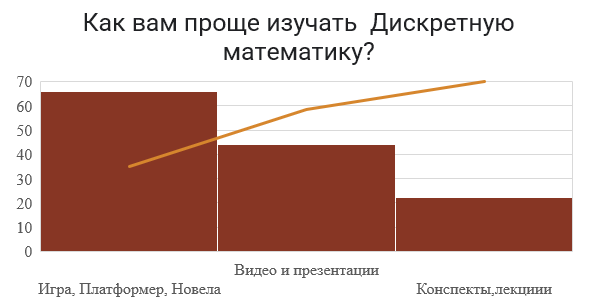 Как вам проще изучать  Дискретную
математику?
70
60
50
40
30
20
10
0
Видео и презентации
Игра, Платформер, Новела
Конспекты,лекциии